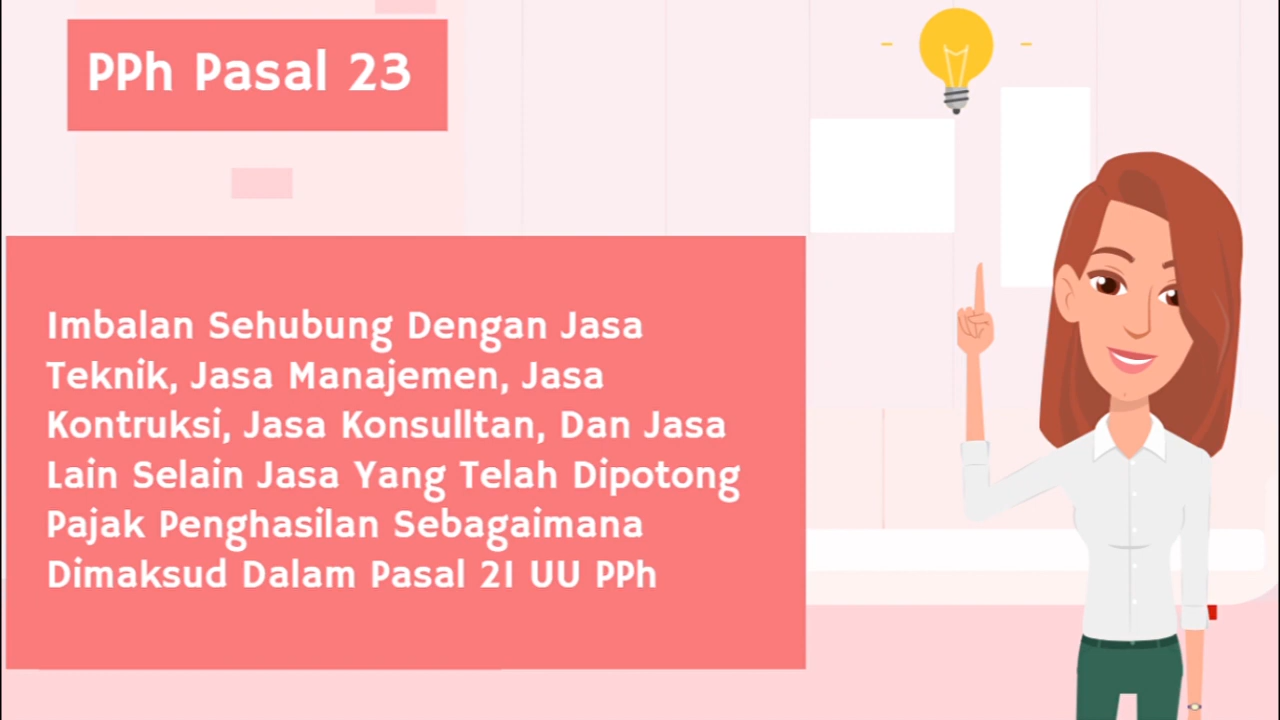 PPh Pasal 23
Imbalan Sehubung Dengan Jasa
Teknik, Jasa Manajemen, Jasa
Kontruksi, Jasa Konsulltan, Dan Jasa
Lain Selain Jasa Yang Telah Dipotong
Pajak Penghasilan Sebagaimana
Dimaksud Dalam Pasal 21 UU PPh